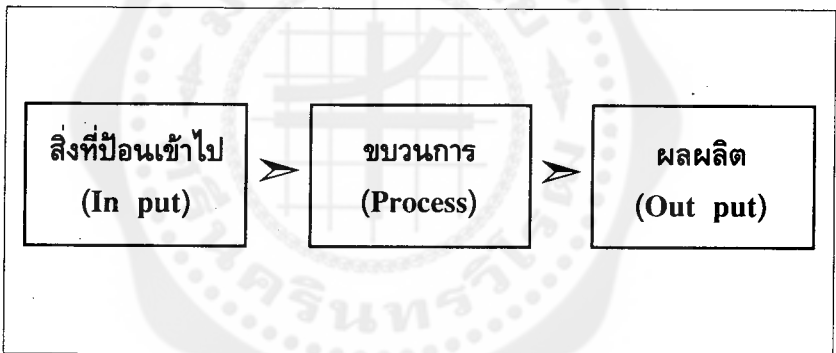 สิ่งที่ป้อนเข้าไป
(In put)
ขบวนการ
(Process)
ผลผลิต
(Out put)